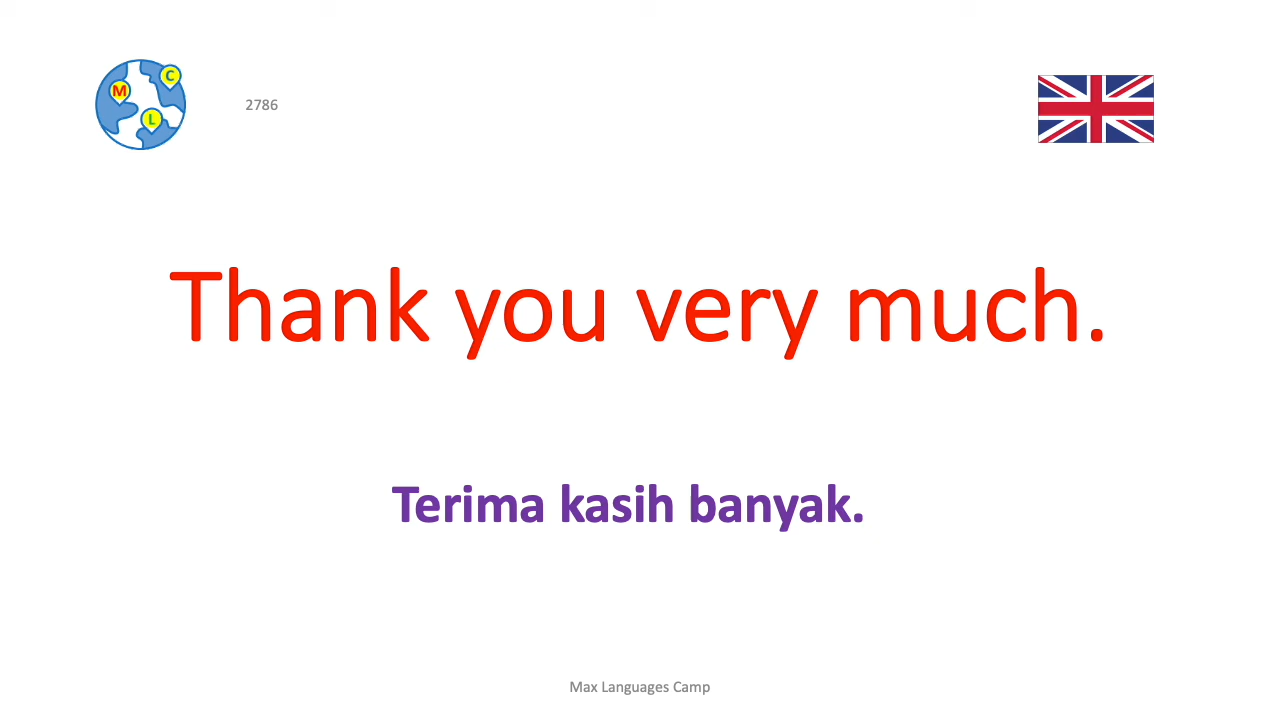 M
C
L
2786
Thank you very much.
Terima kasih banyak.
Max Languages Camp